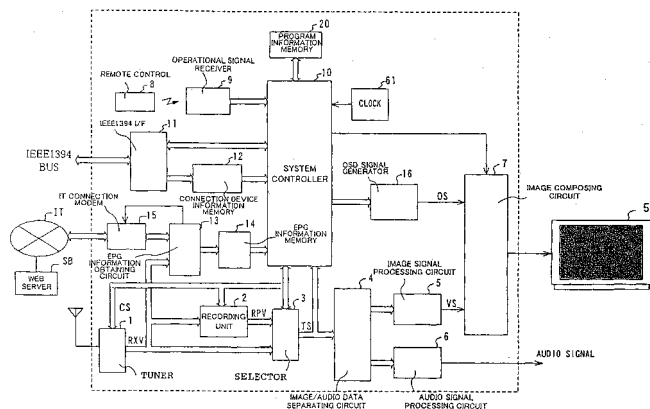 20
PROGRAM
INFORMATION
MEMORY
OPERATIONAL SIGNAL
RECEIVER
10
REMOTE CONTROL
8
9
61
CLOCK
IEEE1394 I/F
11
7
IEEE1394
BUS
12
SYSTEM
CONTROLLER
OSD SIGNAL
GENERATOR
16
OS
IMAGE COMPOSING
CIRCUIT
CONNECTION DEVICE
INFORMATION
MEMORY
IT CONNECTION
MODEM
IT
15
13
14
5
EPG
INFORMATION
MEMORY
EPG INFORMATION
OBTAINING
CIRCUIT
SB
WEB
SERVER
4
IMAGE SIGNAL
PROCESSING CIRCUIT
5
VS
CS
2
RECORDING
UNIT
RPV
3
TS
1
RXV
6
AUDIO SIGNAL
TUNER
SELECTOR
IMAGE/AUDIO DATA
SEPARATING CIRCUIT
AUDIO SIGNAL
PROCESSING CIRCUIT